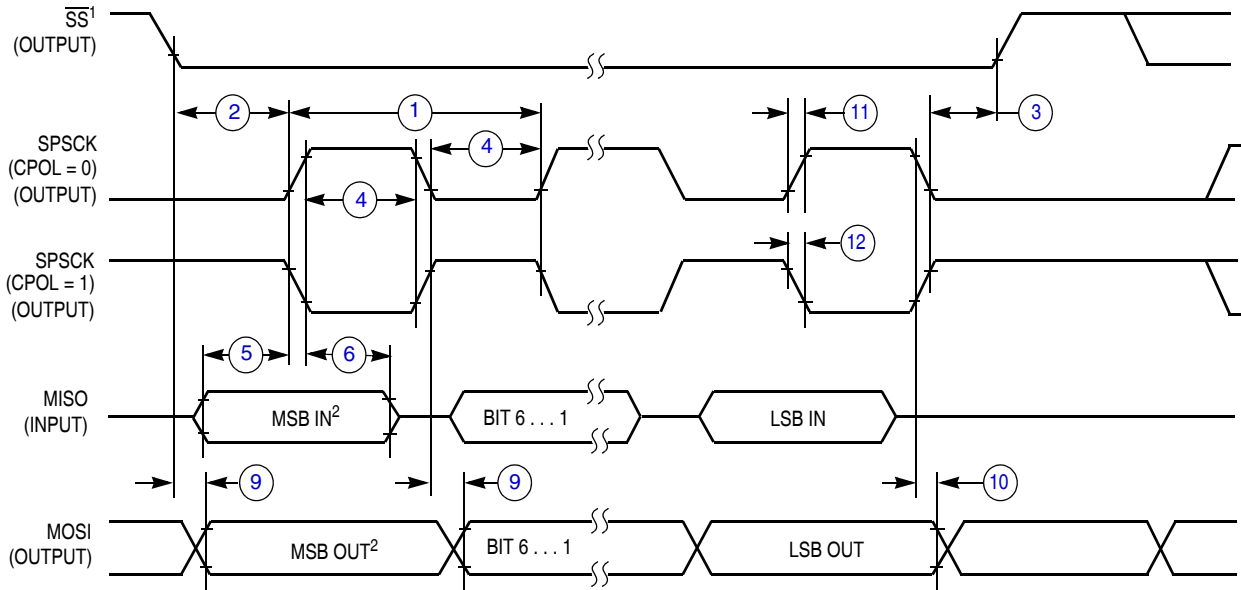 SS¹
(OUTPUT)
2
1
11
3
SPSCK
(CPOL = 0)
(OUTPUT)
4
4
12
SPSCK
(CPOL = 1)
(OUTPUT)
5
6
MISO
(INPUT)
MSB IN²
BIT 6 . . . 1
LSB IN
9
9
10
MOSI
(OUTPUT)
MSB OUT²
BIT 6 . . . 1
LSB OUT